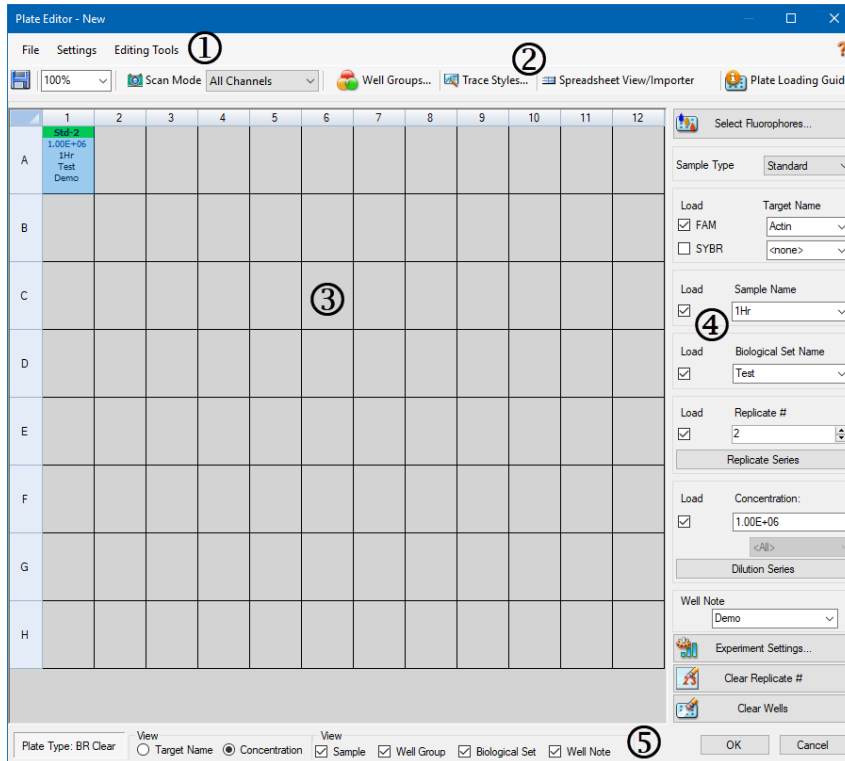 Plate Editor - New
File Settings Editing Tools ① ?
100% Scan Mode All Channels Well Groups... Trace Styles... ② Spreadsheet View/Importer Plate Loading Guid
1 2 3 4 5 6 7 8 9 10 11 12
A
Std-2
1.00E+06
1Hr
Test
Demo
B
C
③
D
E
F
G
H
Select Fluorophores...
Sample Type Standard
Load Target Name
FAM Actin
SYBR <none>
Load Sample Name
1Hr
④
Load Biological Set Name
Test
Load Replicate #
2
Replicate Series
Load Concentration:
1.00E+06
<All>
Dilution Series
Well Note
Demo
Experiment Settings...
Clear Replicate #
Clear Wells
Plate Type: BR Clear
View
Target Name Concentration
View
Sample Well Group Biological Set Well Note ⑤
OK Cancel